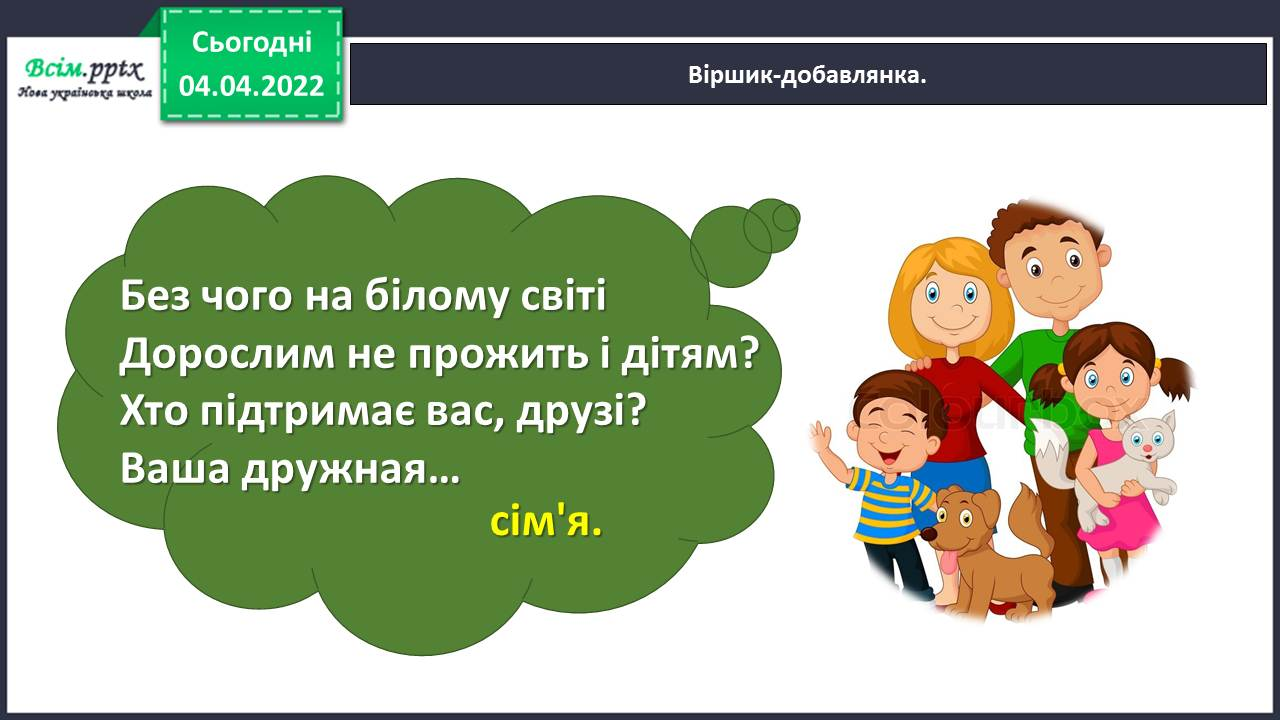 Всім.pptx
Нова українська школа
Сьогодні
04.04.2022
Віршик-добавлянка.
Без чого на білому світі
Дорослим не прожить і дітям?
Хто підтримає вас, друзі?
Ваша дружная...
сім'я.